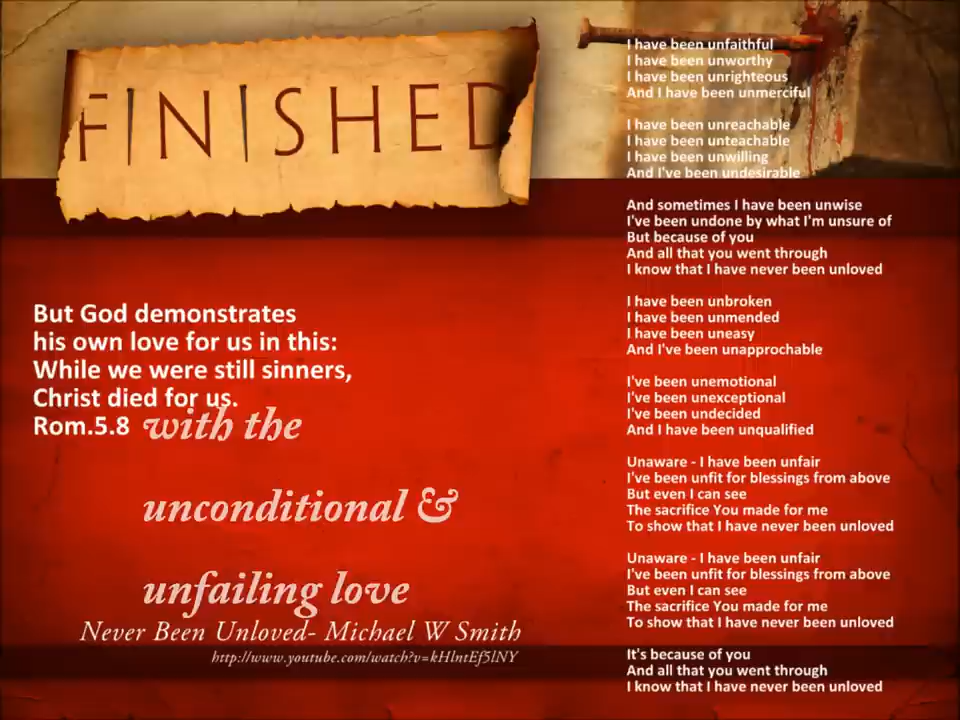 FINISHED
But God demonstrates
his own love for us in this:
While we were still sinners,
Christ died for us.
Rom.5.8
with the
unconditional &
unfailing love
Never Been Unloved- Michael W Smith
http://www.youtube.com/watch?v=kHlntEf5lNY
I have been unfaithful
I have been unworthy
I have been unrighteous
And I have been unmerciful
I have been unreachable
I have been unteachable
I have been unwilling
And I've been undesirable
And sometimes I have been unwise
I've been undone by what I'm unsure of
But because of you
And all that you went through
I know that I have never been unloved
I have been unbroken
I have been unmended
I have been uneasy
And I've been unapprochable
I've been unemotional
I've been unexceptional
I've been undecided
And I have been unqualified
Unaware - I have been unfair
I've been unfit for blessings from above
But even I can see
The sacrifice You made for me
To show that I have never been unloved
Unaware - I have been unfair
I've been unfit for blessings from above
But even I can see
The sacrifice You made for me
To show that I have never been unloved
It's because of you
And all that you went through
I know that I have never been unloved